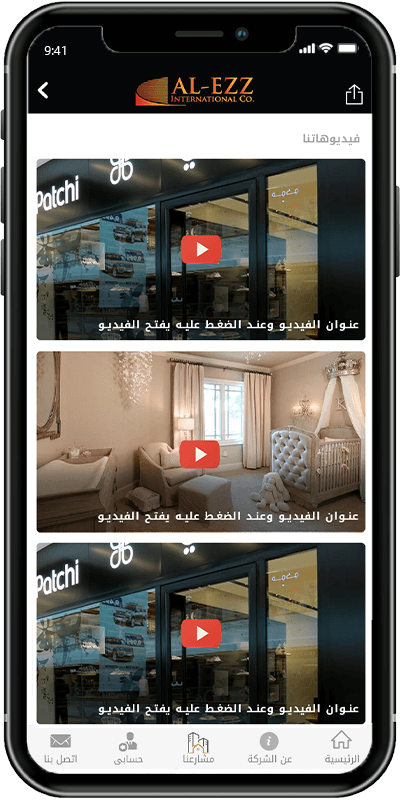 9:41
AL-EZZ
INTERNATIONAL CO.
فيديوهاتنا
Patchi
عنوان الفيديو وعند الضغط عليه يفتح الفيديو
عنوان الفيديو وعند الضغط عليه يفتح الفيديو
Patchi
عنوان الفيديو وعند الضغط عليه يفتح الفيديو
الرئيسية
عن الشركة
مشارعنا
حسابى
اتصل بنا